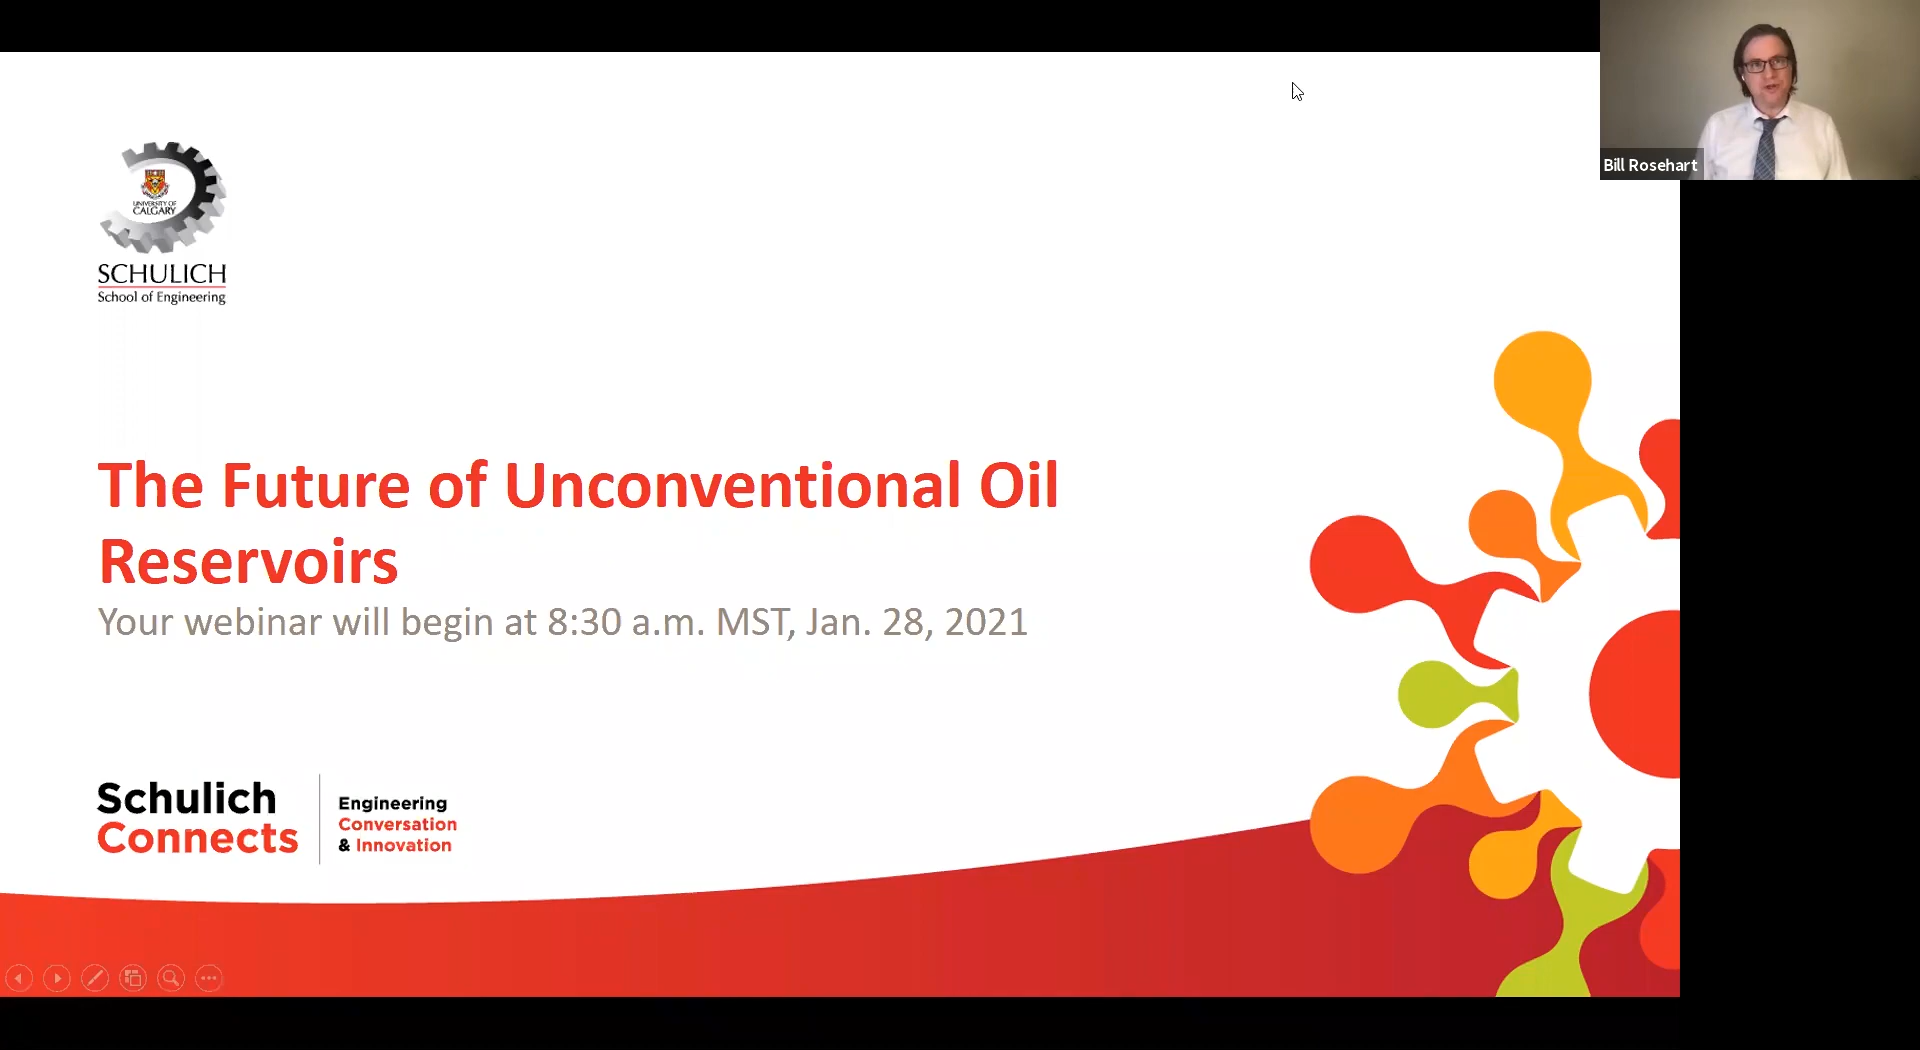 Bill Rosehart
UNIVERSITY OF
CALGARY
SCHULICH
School of Engineering
The Future of Unconventional Oil
Reservoirs
Your webinar will begin at 8:30 a.m. MST, Jan. 28, 2021
Schulich
Connects
Engineering
Conversation
& Innovation